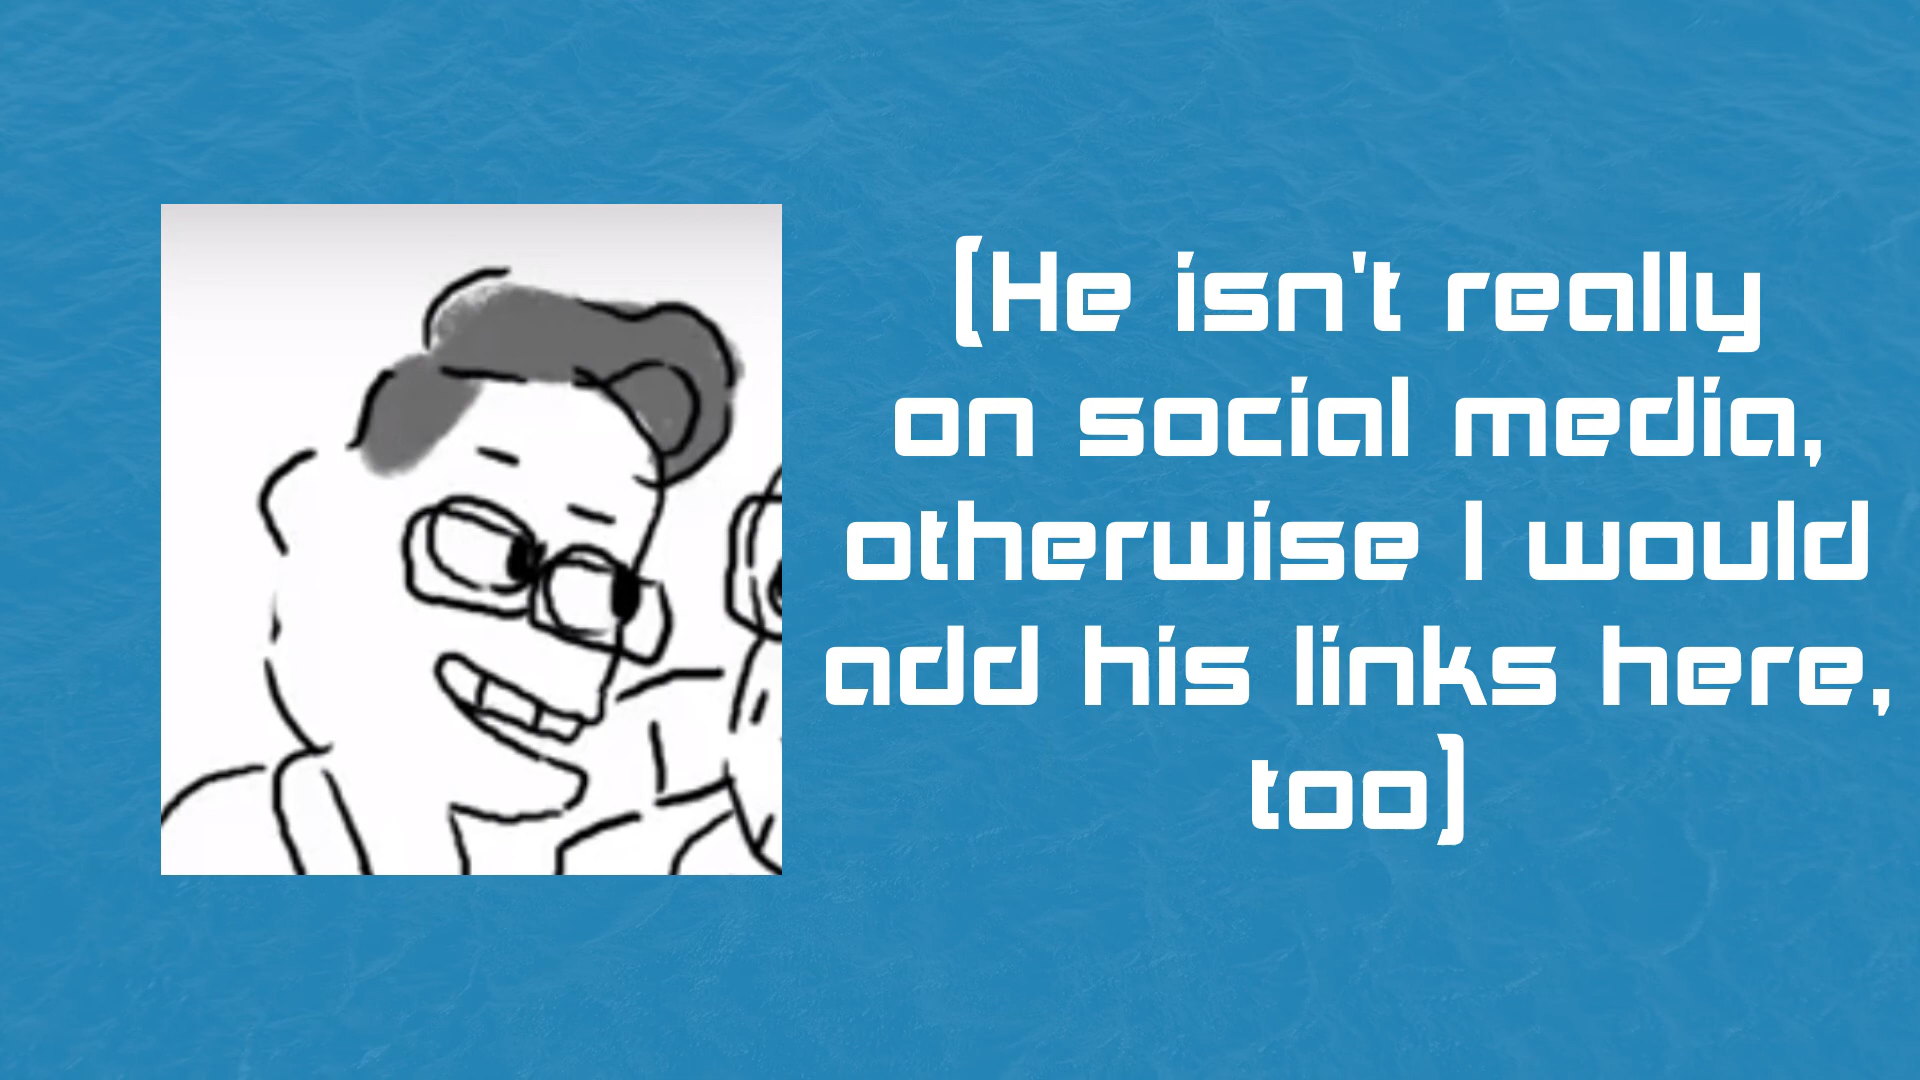 (He isn't really
on social media,
otherwise I would
add his links here,
too)